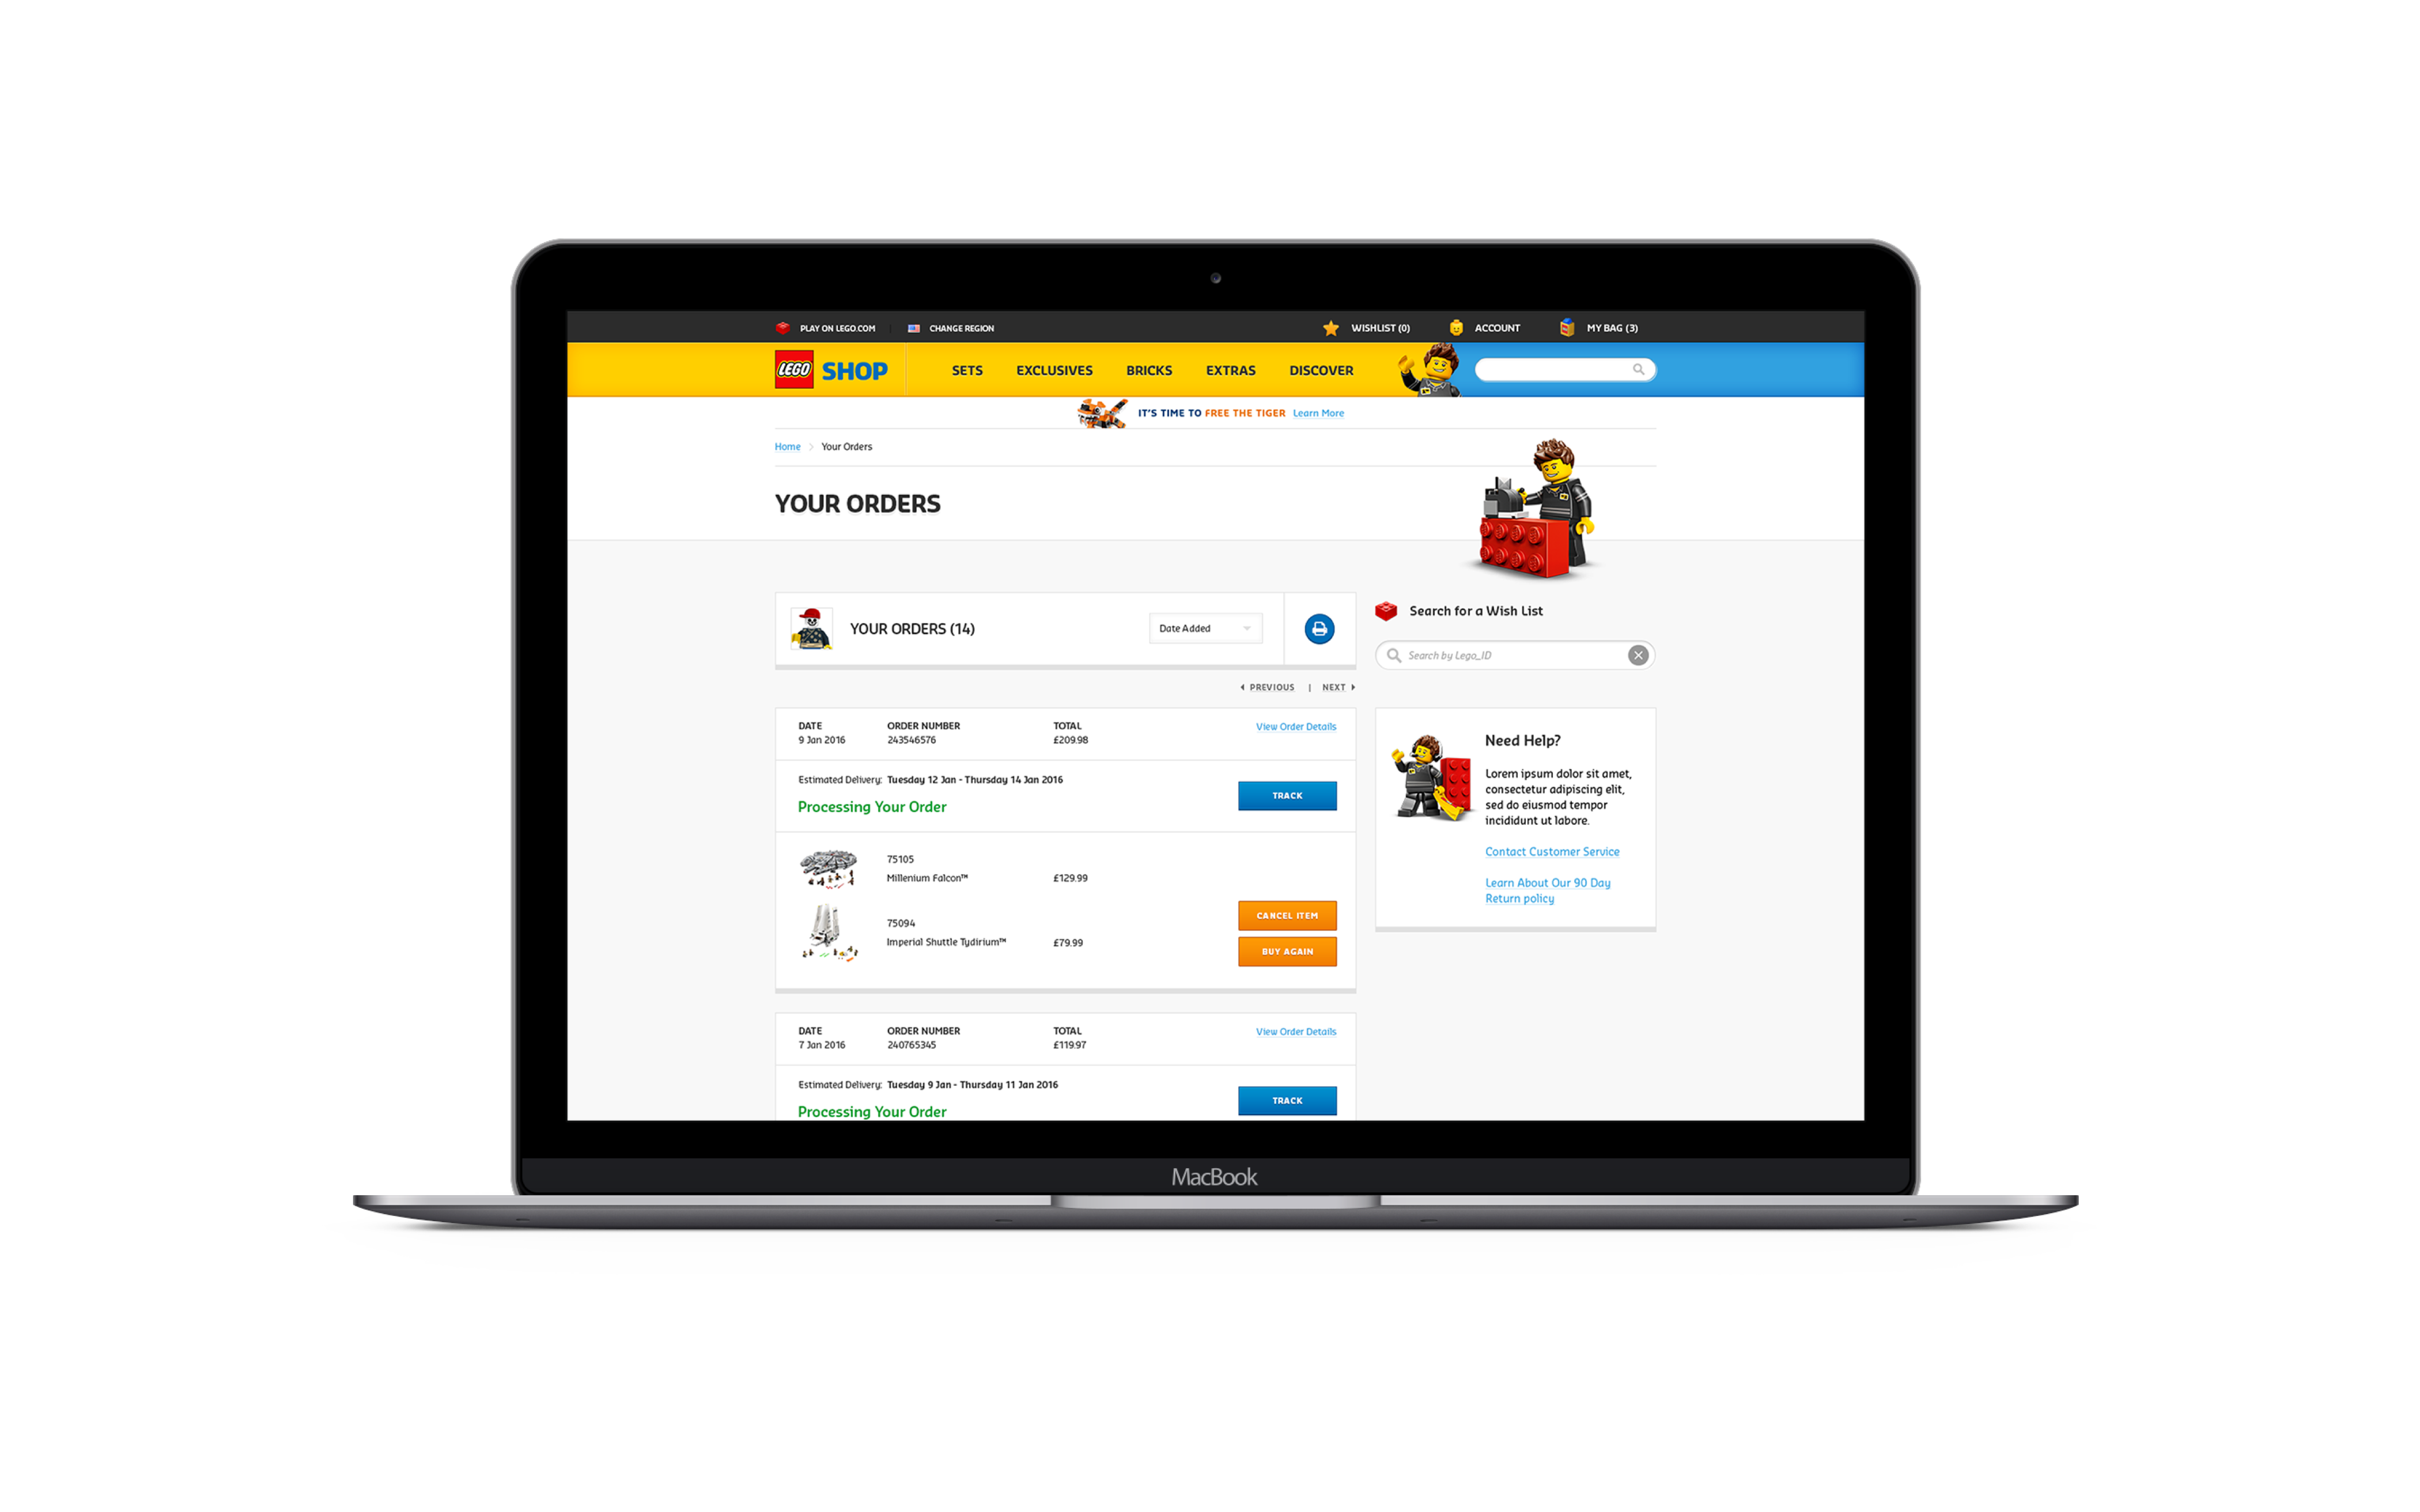 PLAY ON LEGO.COM | CHANGE REGION WISHLIST (0) ACCOUNT MY BAG (3)
LEGO SHOP SETS EXCLUSIVES BRICKS EXTRAS DISCOVER
IT'S TIME TO FREE THE TIGER Learn More
Home > Your Orders
YOUR ORDERS
YOUR ORDERS (14) Date Added
PREVIOUS | NEXT
DATE ORDER NUMBER TOTAL View Order Details
9 Jan 2016 243546576 £209.98
Estimated Delivery: Tuesday 12 Jan - Thursday 14 Jan 2016
Processing Your Order
TRACK
75105
Millenium Falcon™ £129.99
75094
Imperial Shuttle Tydirium™ £79.99
CANCEL ITEM
BUY AGAIN
DATE ORDER NUMBER TOTAL View Order Details
7 Jan 2016 240765345 £119.97
Estimated Delivery: Tuesday 9 Jan - Thursday 11 Jan 2016
Processing Your Order
TRACK
Search for a Wish List
Search by Lego_ID
Need Help?
Lorem ipsum dolor sit amet,
consectetur adipiscing elit,
sed do eiusmod tempor
incididunt ut labore.
Contact Customer Service
Learn About Our 90 Day
Return policy
MacBook